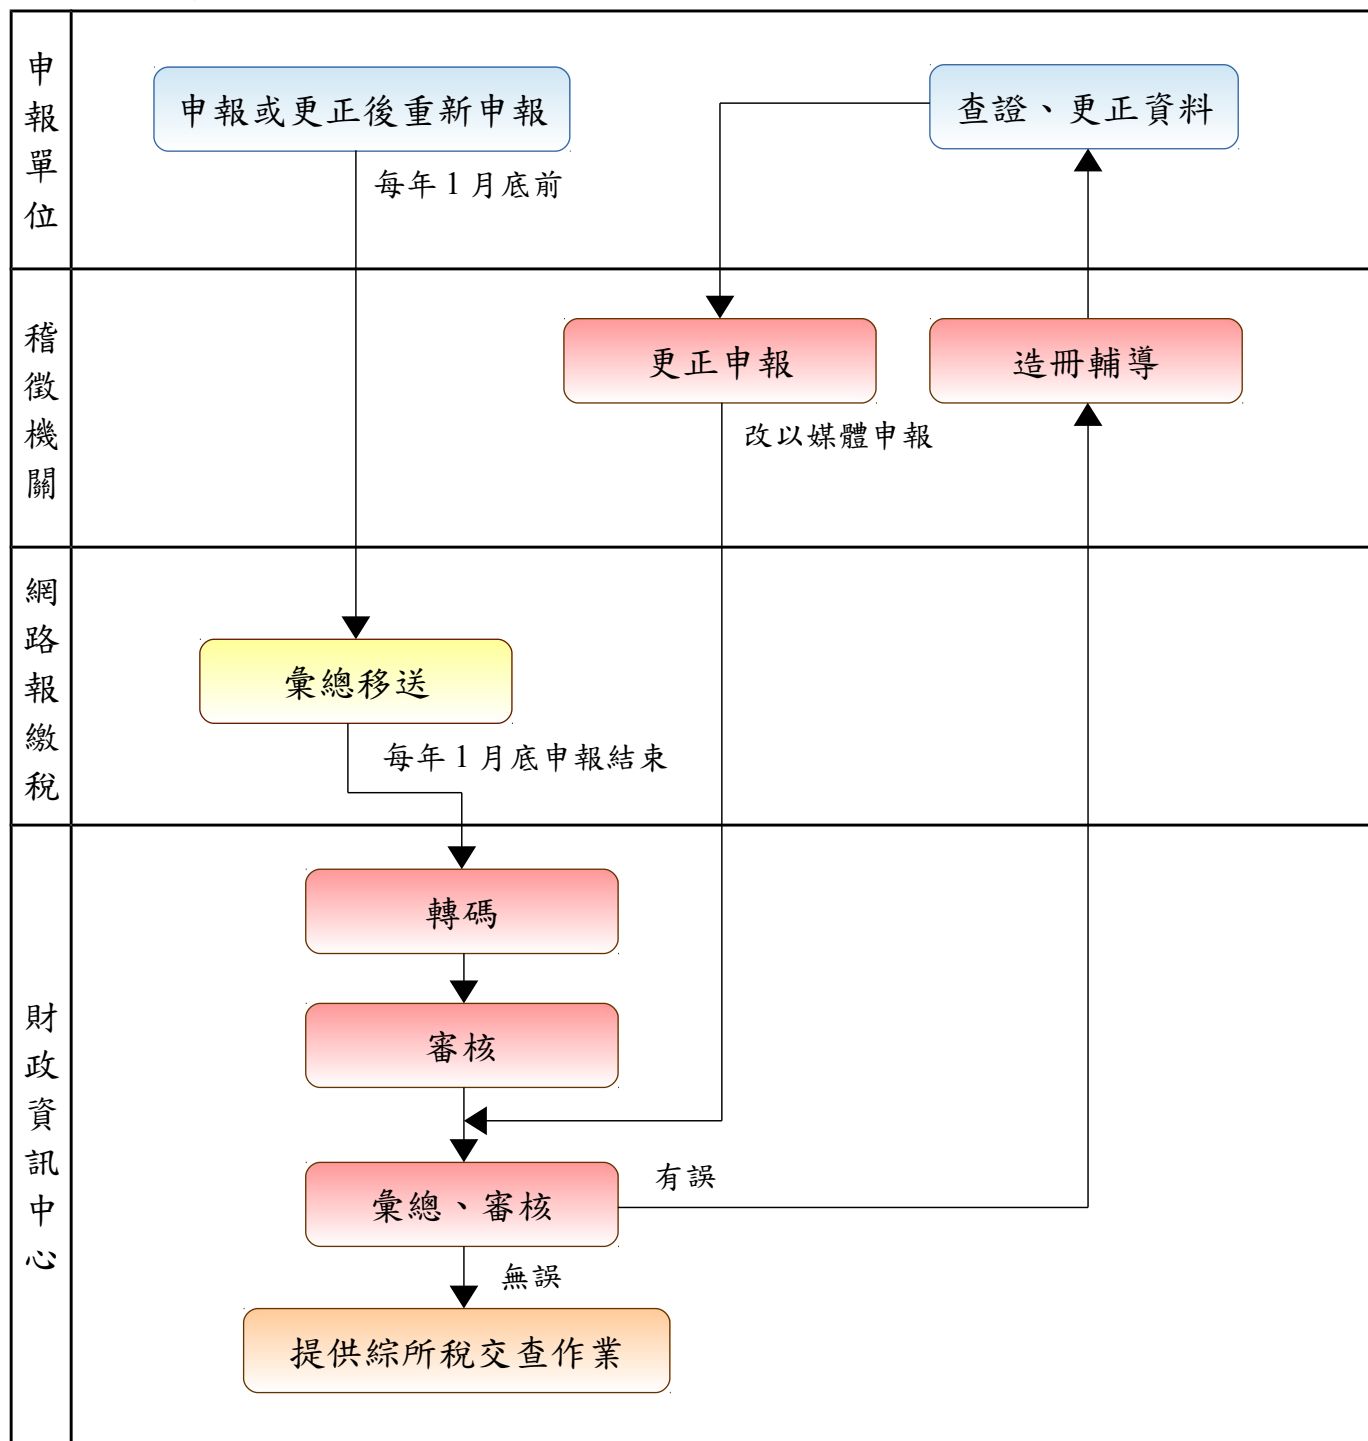 申報單位
申報或更正後重新申報
查證、更正資料
每年1月底前
稽徵機關
更正申報
造冊輔導
改以媒體申報
網路報繳稅
彙總移送
每年1月底申報結束
財政資訊中心
轉碼
審核
彙總、審核
有誤
無誤
提供綜所稅交查作業